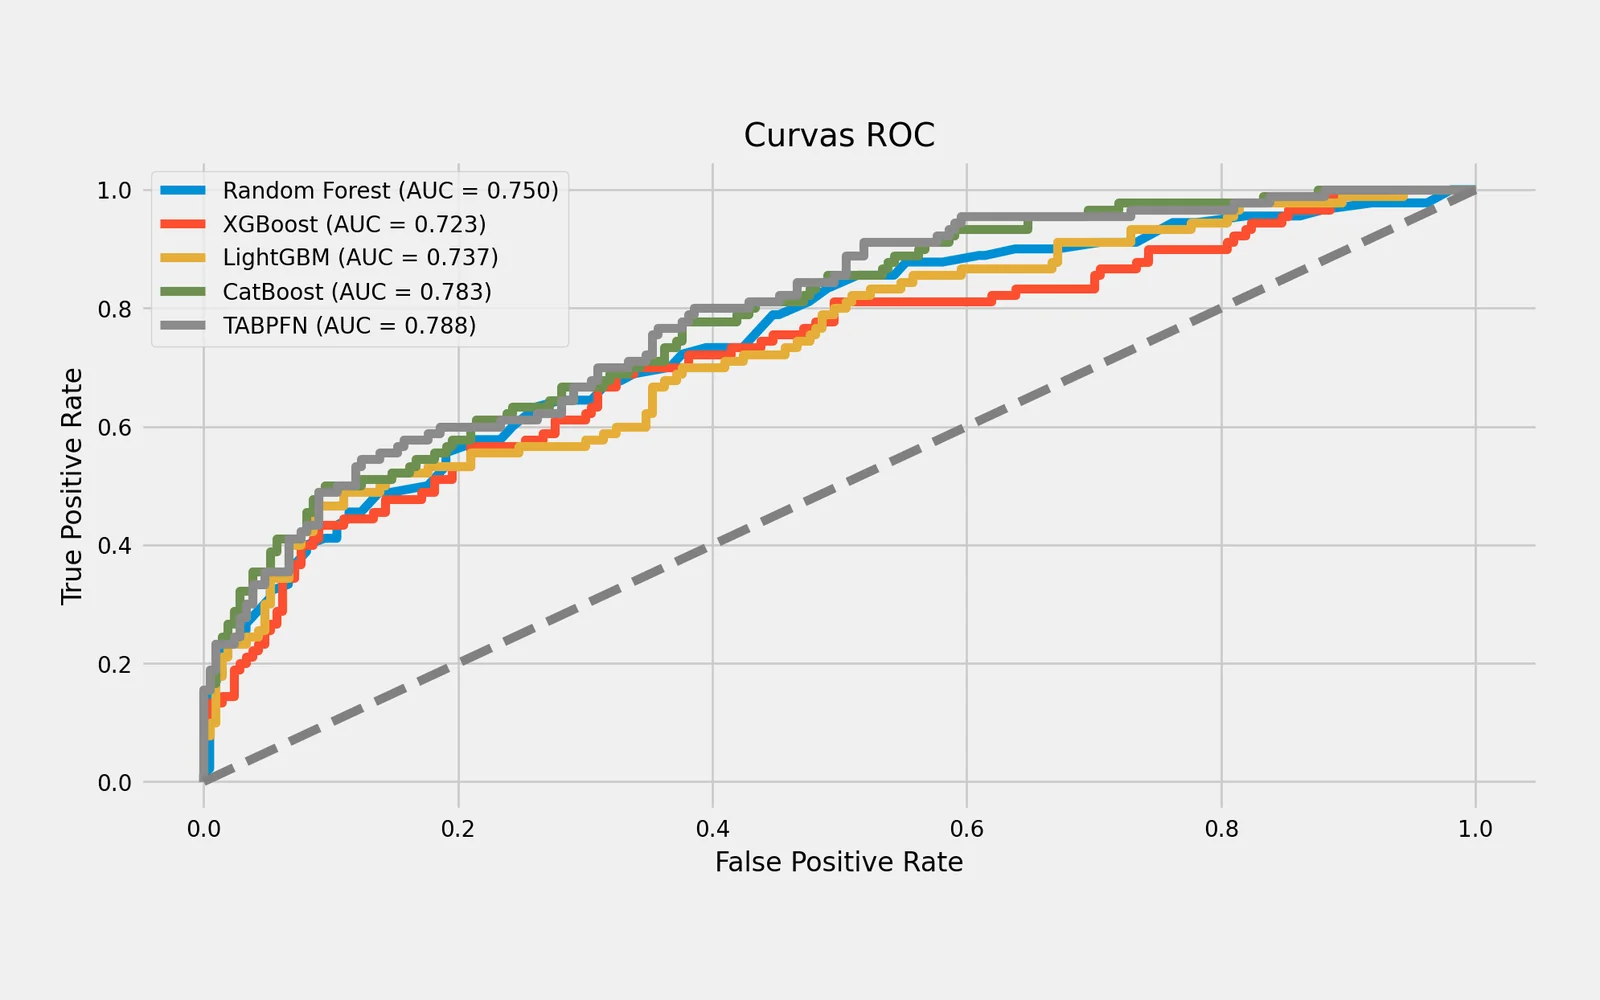 Curvas ROC
Random Forest (AUC = 0.750)
XGBoost (AUC = 0.723)
LightGBM (AUC = 0.737)
CatBoost (AUC = 0.783)
TABPFN (AUC = 0.788)
True Positive Rate
1.0
0.8
0.6
0.4
0.2
0.0
0.0 0.2 0.4 0.6 0.8 1.0
False Positive Rate